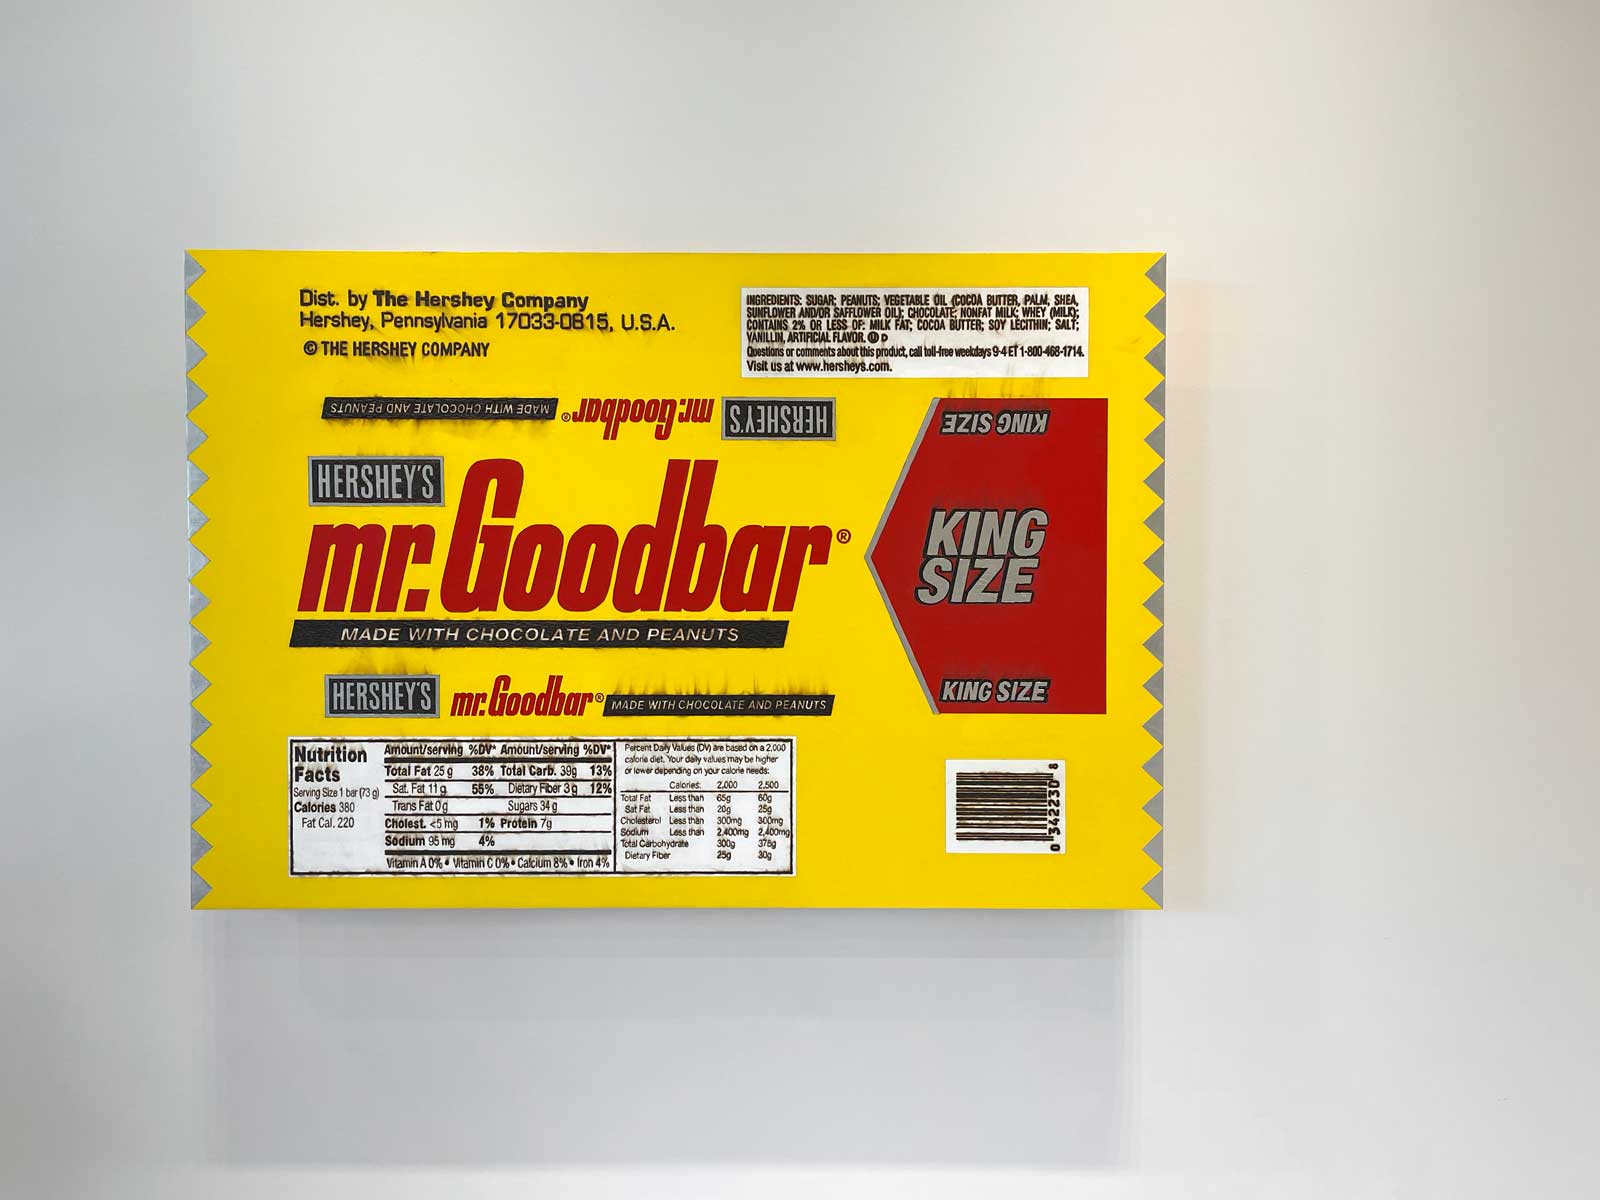 Dist. by The Hershey Company
Hershey, Pennsylvania 17033-0815, U.S.A.
© THE HERSHEY COMPANY
INGREDIENTS: SUGAR; PEANUTS; VEGETABLE OIL (COCOA BUTTER, PALM, SHEA,
SUNFLOWER AND/OR SAFFLOWER OIL); CHOCOLATE; NONFAT MILK; WHEY (MILK);
CONTAINS 2% OR LESS OF: MILK FAT; COCOA BUTTER; SOY LECITHIN; SALT;
VANILLIN, ARTIFICIAL FLAVOR. Ⓤ D
Questions or comments about this product, call toll-free weekdays 9-4 ET 1-800-468-1714.
Visit us at www.hersheys.com.
HERSHEY'S mr.Goodbar® MADE WITH CHOCOLATE AND PEANUTS
KING SIZE
HERSHEY'S
mr.Goodbar®
MADE WITH CHOCOLATE AND PEANUTS
KING
SIZE
HERSHEY'S mr.Goodbar® MADE WITH CHOCOLATE AND PEANUTS
KING SIZE
Nutrition
Facts
Serving Size 1 bar (73 g)
Calories 380
Fat Cal. 220
Amount/serving %DV* Amount/serving %DV*
Total Fat 25 g 38% Total Carb. 39g 13%
Sat. Fat 11 g 55% Dietary Fiber 3 g 12%
Trans Fat 0g Sugars 34 g
Cholest. <5 mg 1% Protein 7g
Sodium 95 mg 4%
Vitamin A 0% • Vitamin C 0% • Calcium 8% • Iron 4%
Percent Daily Values (DV) are based on a 2,000
calorie diet. Your daily values may be higher
or lower depending on your calorie needs:
Calories: 2,000 2,500
Total Fat Less than 65g 60g
Sat Fat Less than 20g 25g
Cholesterol Less than 300mg 300mg
Sodium Less than 2,400mg 2,400mg
Total Carbohydrate 300g 375g
Dietary Fiber 25g 30g
0 342230 8